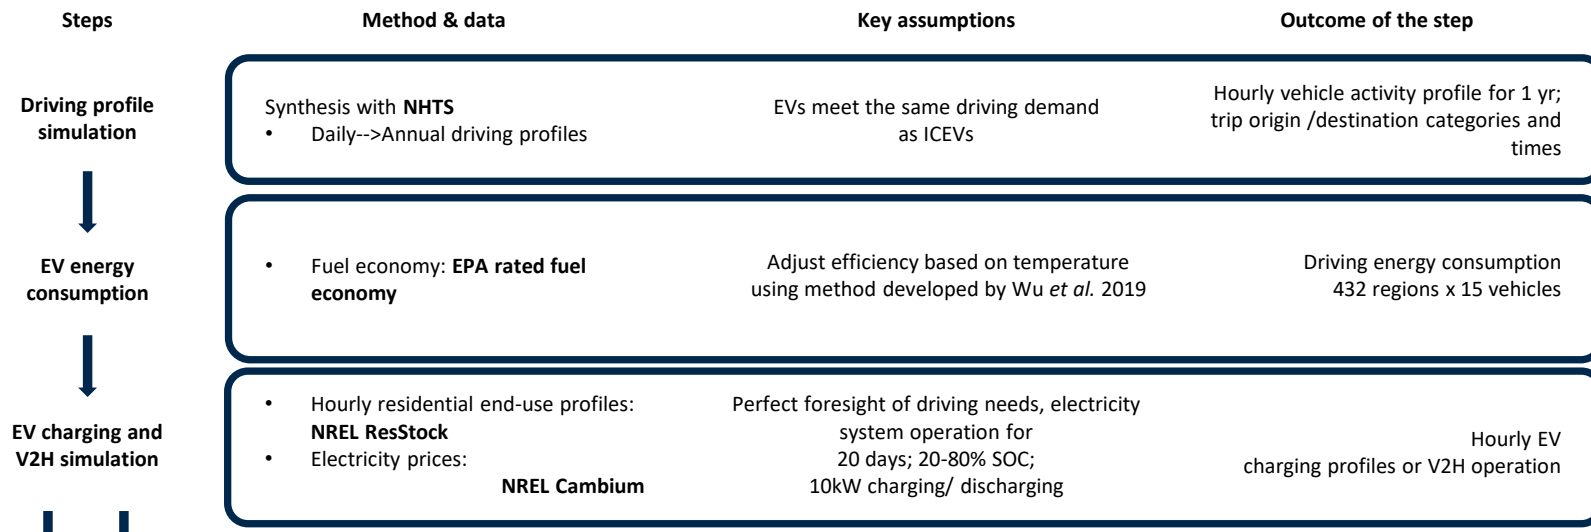 Steps
Method & data
Key assumptions
Outcome of the step
Driving profile
simulation
Synthesis with NHTS
• Daily-->Annual driving profiles
EVs meet the same driving demand
as ICEVs
Hourly vehicle activity profile for 1 yr;
trip origin /destination categories and
times
EV energy
consumption
• Fuel economy: EPA rated fuel
economy
Adjust efficiency based on temperature
using method developed by Wu et al. 2019
Driving energy consumption
432 regions x 15 vehicles
EV charging and
V2H simulation
• Hourly residential end-use profiles:
NREL ResStock
• Electricity prices:
NREL Cambium
Perfect foresight of driving needs, electricity
system operation for
20 days; 20-80% SOC;
10kW charging/ discharging
Hourly EV
charging profiles or V2H operation